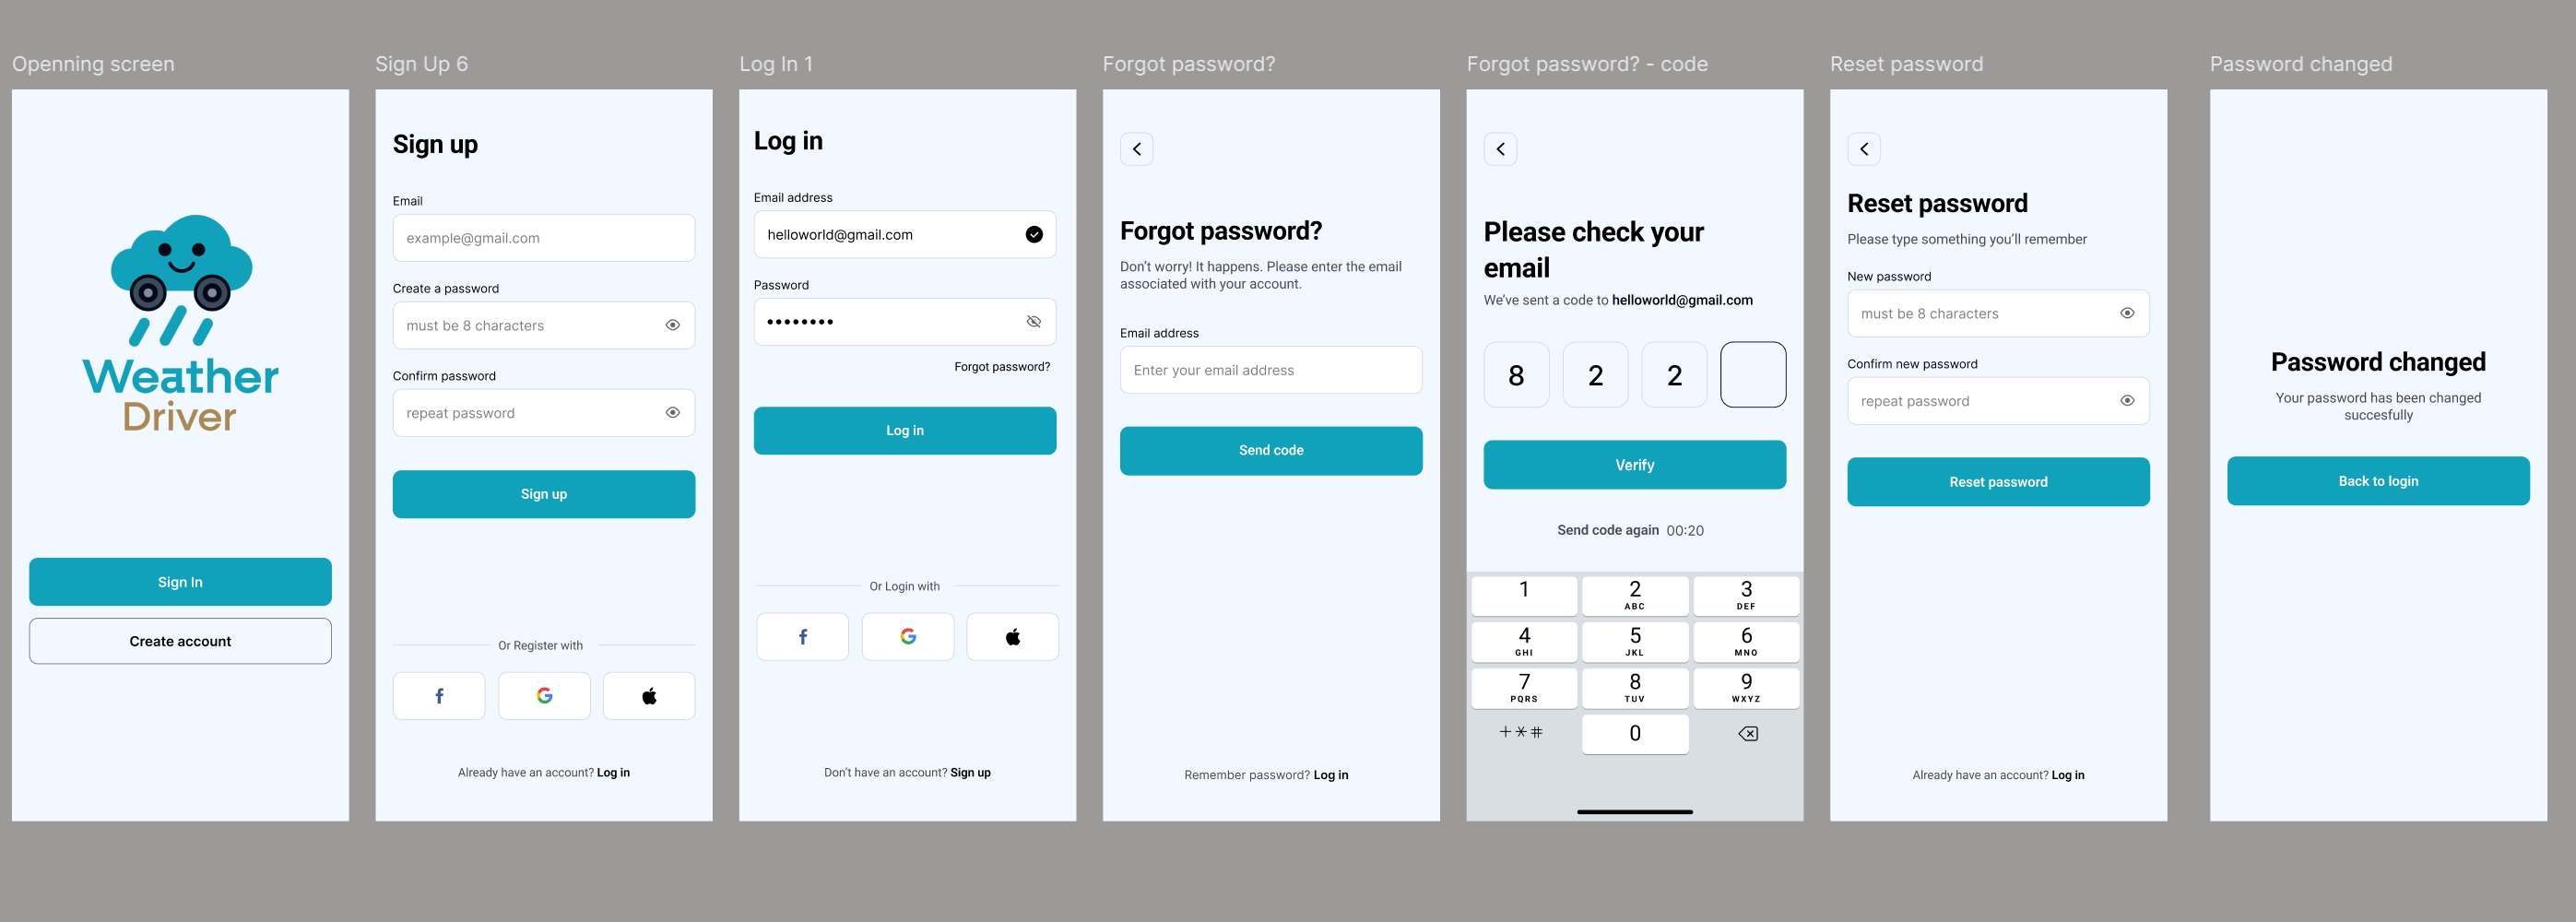 Openning screen
Weather
Driver
Sign In
Create account
Sign Up 6
Sign up
Email
example@gmail.com
Create a password
must be 8 characters
Confirm password
repeat password
Sign up
Or Register with
f
G
Already have an account? Log in
Log In 1
Log in
Email address
helloworld@gmail.com
Password
••••••••
Forgot password?
Log in
Or Login with
f
G
Don't have an account? Sign up
Forgot password?
Forgot password?
Don't worry! It happens. Please enter the email
associated with your account.
Email address
Enter your email address
Send code
Remember password? Log in
Forgot password? - code
Please check your
email
We've sent a code to helloworld@gmail.com
8 2 2
Verify
Send code again 00:20
1 2 3
ABC DEF
4 5 6
GHI JKL MNO
7 8 9
PQRS TUV WXYZ
+*# 0
Reset password
Reset password
Please type something you'll remember
New password
must be 8 characters
Confirm new password
repeat password
Reset password
Already have an account? Log in
Password changed
Password changed
Your password has been changed
succesfully
Back to login